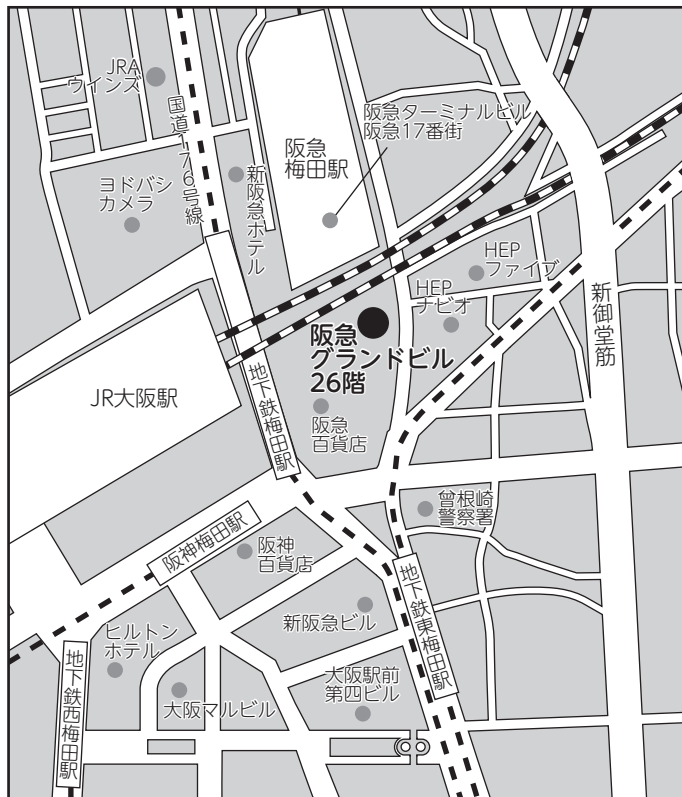 JRA
ウインズ
国道176号線
阪急ターミナルビル
阪急17番街
阪急
梅田駅
ヨドバシ
カメラ
新阪急ホテル
HEP
ファイブ
HEP
ナビオ
新御堂筋
阪急
グランドビル
26階
JR大阪駅
地下鉄梅田駅
阪急
百貨店
曾根崎
警察署
阪神梅田駅
阪神
百貨店
地下鉄東梅田駅
新阪急ビル
ヒルトン
ホテル
地下鉄西梅田駅
大阪駅前
第四ビル
大阪マルビル